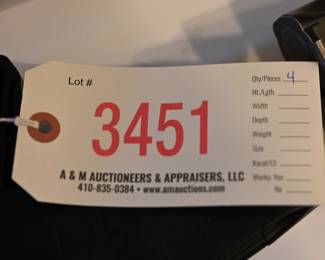 Lot #
3451
A & M AUCTIONEERS & APPRAISERS, LLC
410-835-0384 • www.amauctions.com
Qty/Pieces 4
Ht./Lgth
Width
Depth
Weight
Size
Karat/Ct
Works Yes
No